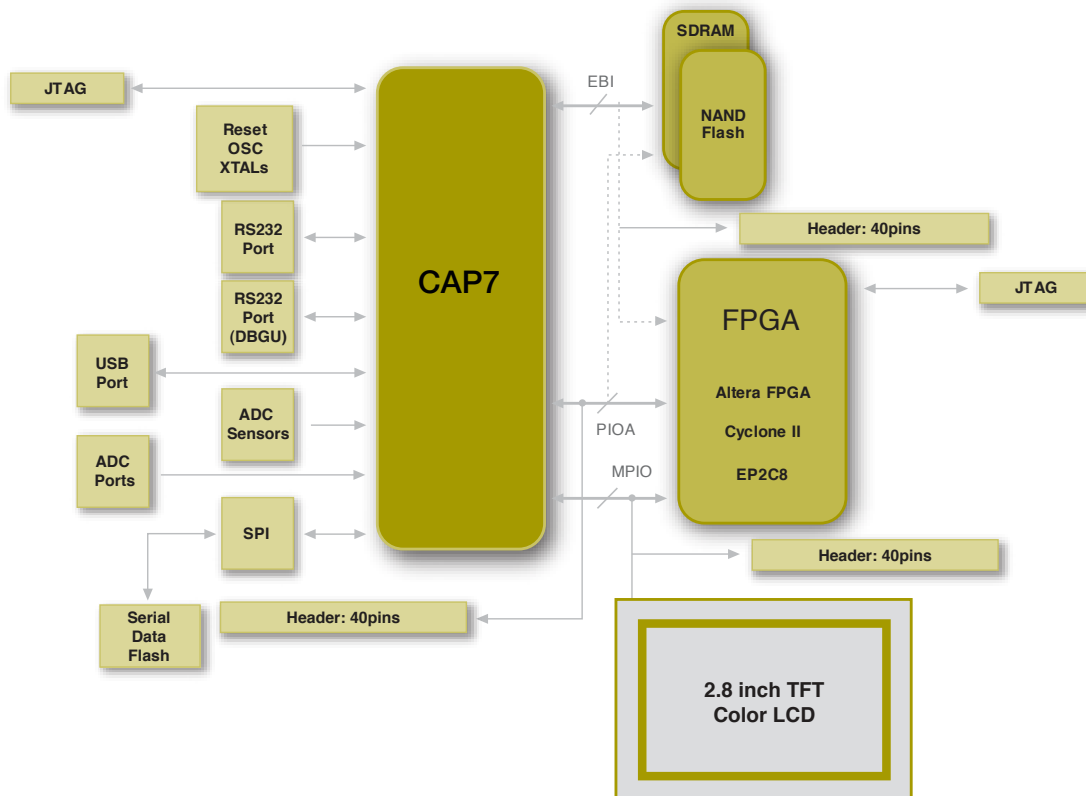 SDRAM
EBI
JTAG
NAND
Flash
Reset
OSC
XTALs
RS232
Port
Header: 40pins
CAP7
JTAG
RS232
Port
(DBGU)
FPGA
USB
Port
ADC
Sensors
Altera FPGA
PIOA
Cyclone II
ADC
Ports
MPIO
EP2C8
SPI
Header: 40pins
Serial
Data
Flash
Header: 40pins
2.8 inch TFT
Color LCD